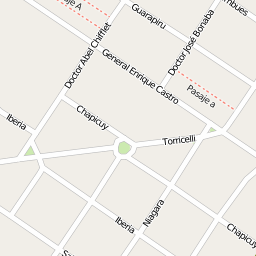 Guarapiru
Doctor José Bonaba
Doctor Abel Chifflet
Pasaje A
General Enrique Castro
Pasaje a
Chapicuy
Iberia
Torricelli
Niagara
Iberia
Chapicuy